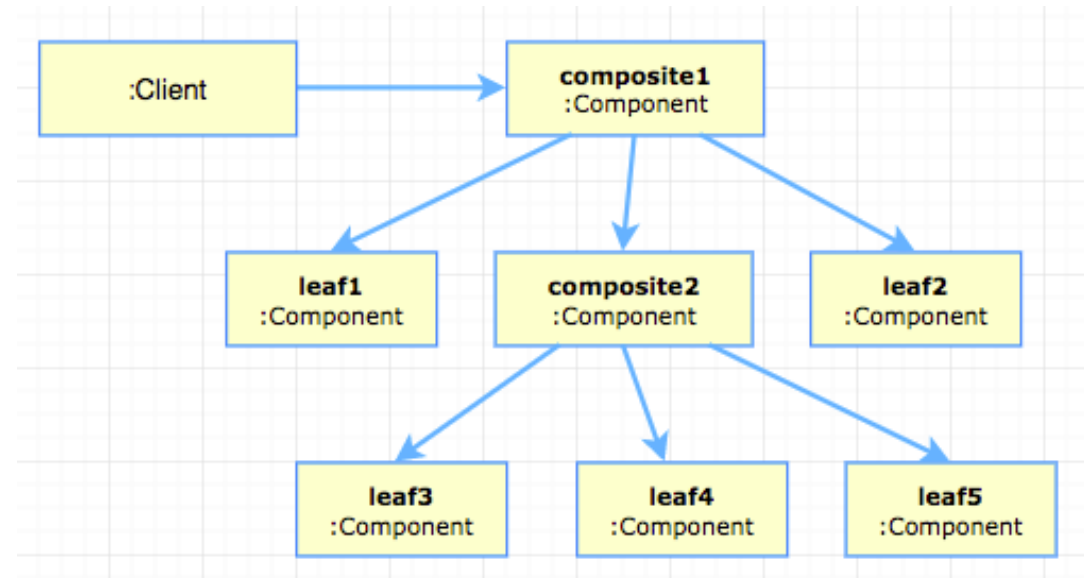 :Client
composite1
:Component
leaf1
:Component
composite2
:Component
leaf2
:Component
leaf3
:Component
leaf4
:Component
leaf5
:Component